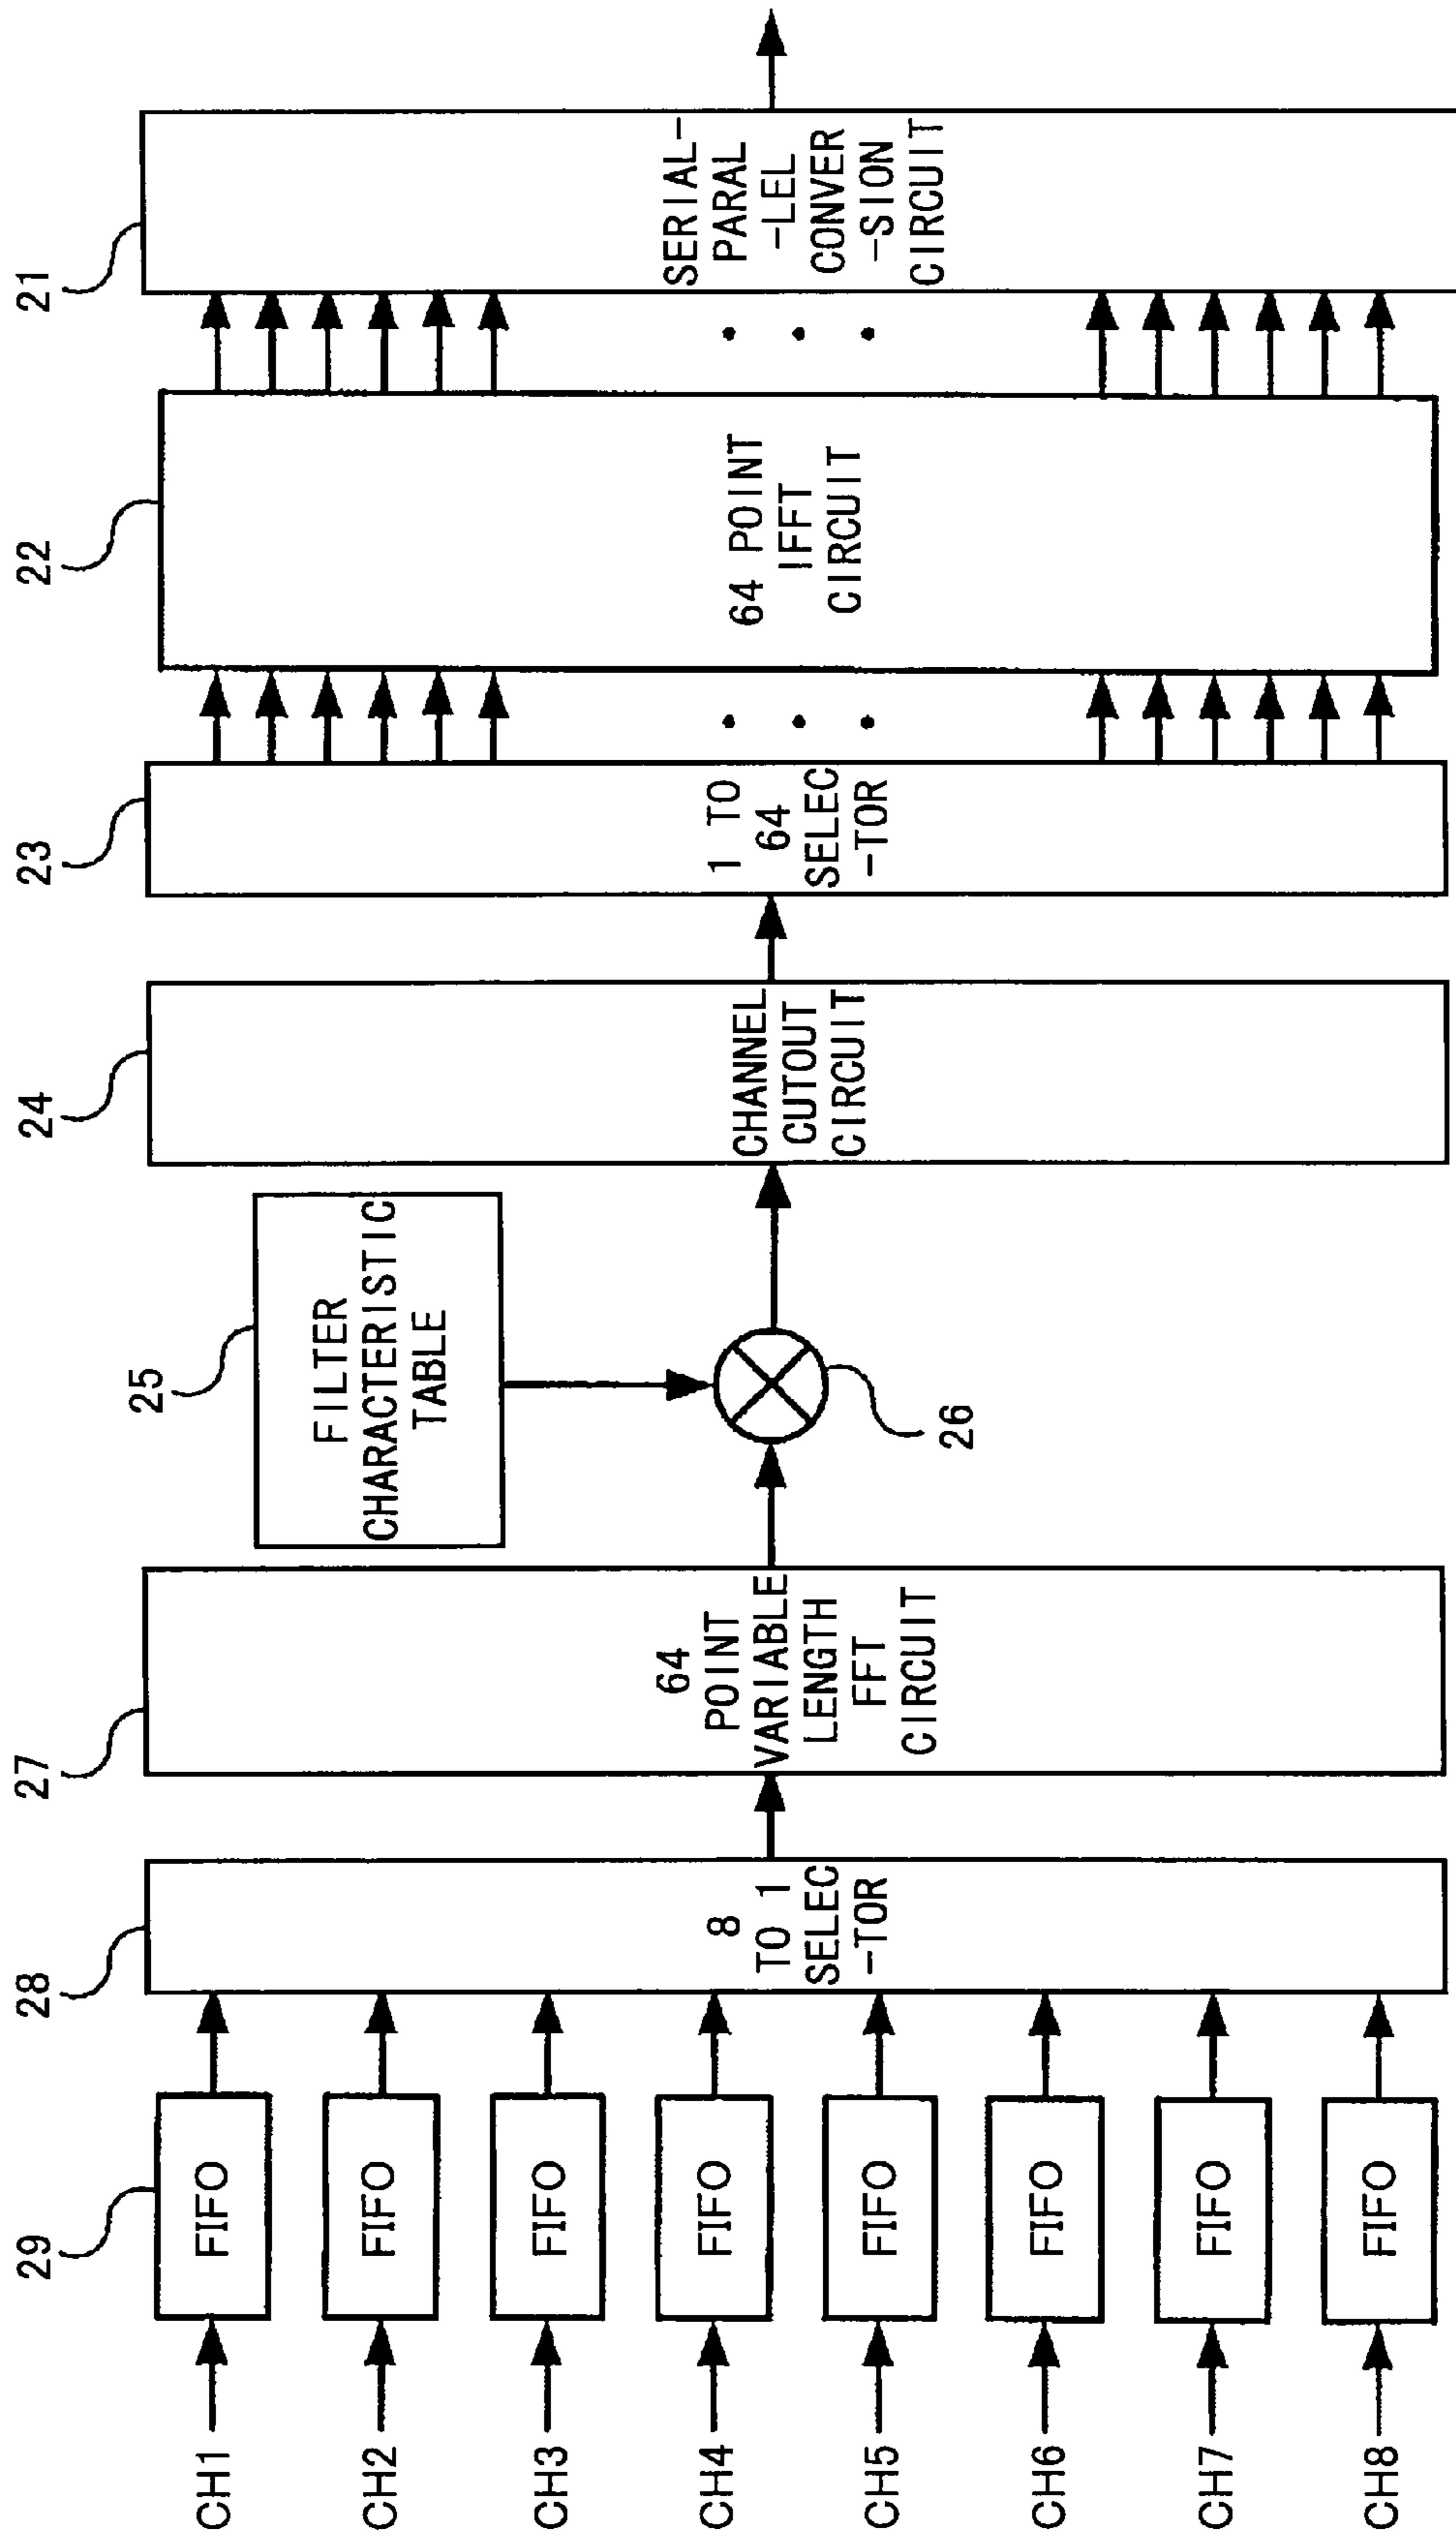 CH1
CH2
CH3
CH4
CH5
CH6
CH7
CH8
29
FIFO
FIFO
FIFO
FIFO
FIFO
FIFO
FIFO
FIFO
28
8
TO 1
SELEC
-TOR
27
64
POINT
VARIABLE
LENGTH
FFT
CIRCUIT
25
FILTER
CHARACTERISTIC
TABLE
26
24
CHANNEL
CUTOUT
CIRCUIT
23
1 TO
64
SELEC
-TOR
22
64 POINT
IFFT
CIRCUIT
21
SERIAL-
PARAL
-LEL
CONVER
-SION
CIRCUIT